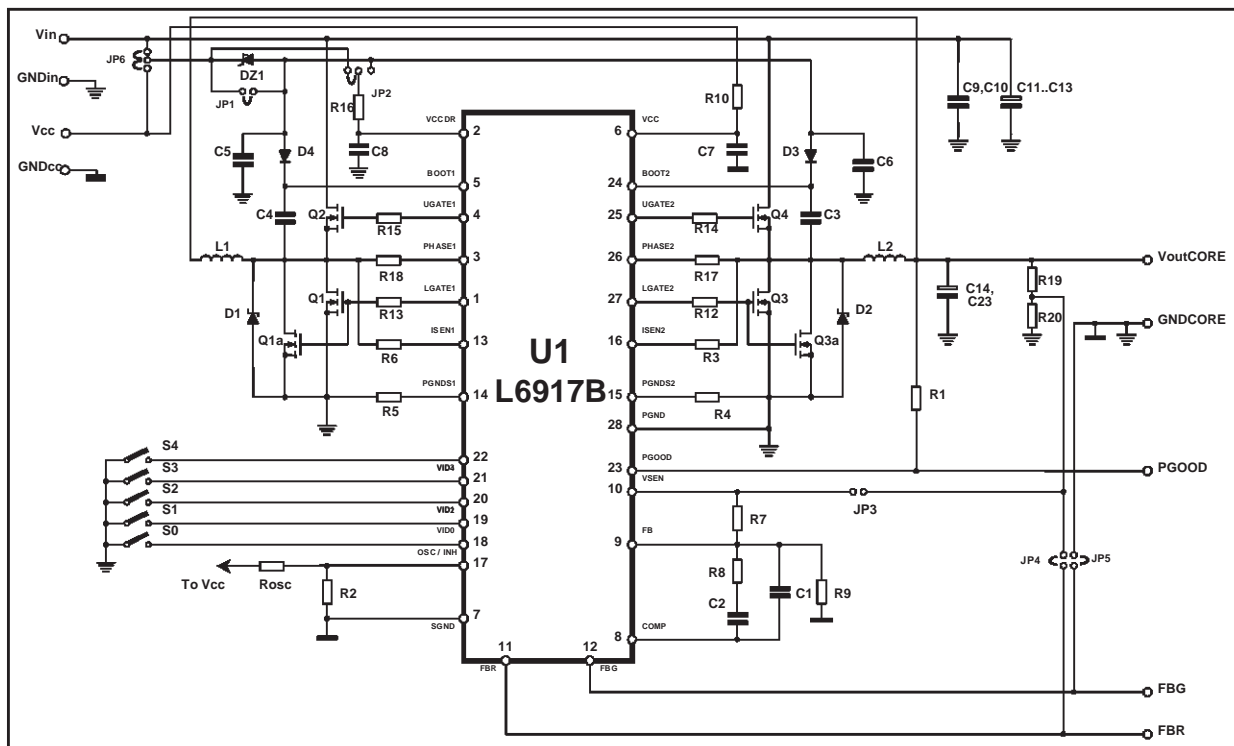 Vin
JP6
GNDin
Vcc
GNDcc
DZ1
JP1
JP2
R16
VCCDR
2
C5
D4
C8
BOOT1
5
C4
Q2
UGATE1
4
R15
L1
PHASE1
3
R18
LGATE1
1
Q1
R13
D1
Q1a
ISEN1
13
R6
PGNDS1
14
R5
U1
L6917B
R10
VCC
6
C7
D3
C6
C9,C10
C11..C13
BOOT2
24
UGATE2
25
R14
Q4
C3
PHASE2
26
R17
L2
VoutCORE
LGATE2
27
R12
Q3
D2
C14,
C23
R19
R20
GNDCORE
ISEN2
16
R3
Q3a
PGNDS2
15
R4
R1
PGND
28
PGOOD
23
PGOOD
VSEN
10
JP3
R7
FB
9
R8
C2
C1
R9
COMP
8
JP4
JP5
S4
22
S3
21
S2
20
VID2
S1
19
VID0
S0
18
OSC / INH
17
To Vcc
Rosc
R2
7
SGND
11
FBR
12
FBG
FBG
FBR